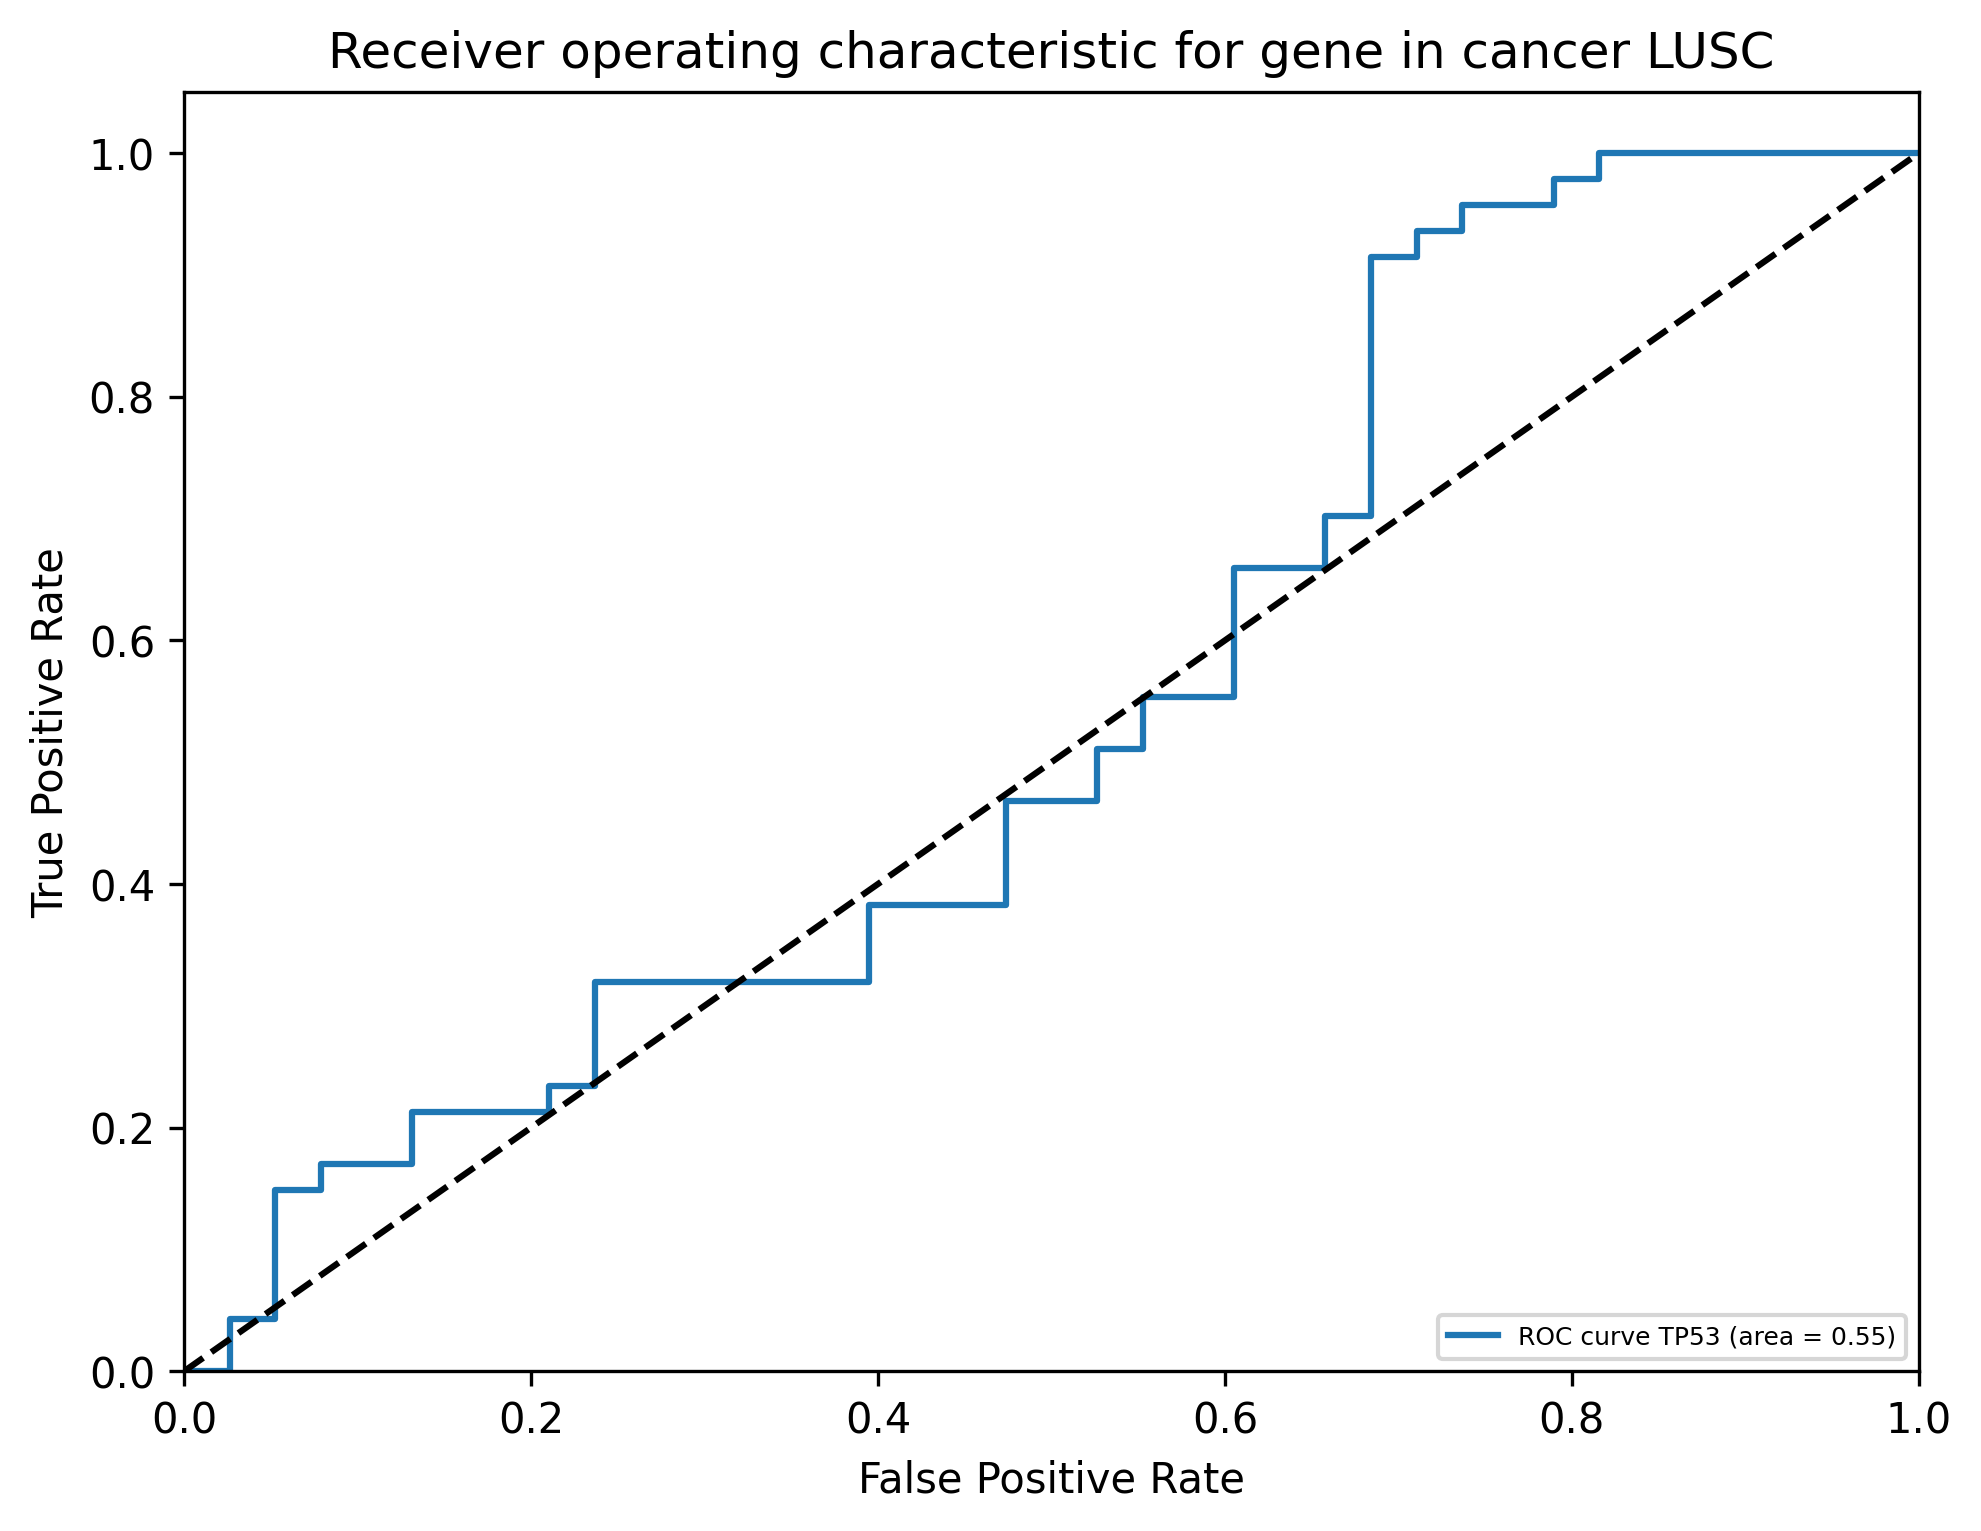 Receiver operating characteristic for gene in cancer LUSC
True Positive Rate
1.0
0.8
0.6
0.4
0.2
0.0
ROC curve TP53 (area = 0.55)
0.0 0.2 0.4 0.6 0.8 1.0
False Positive Rate